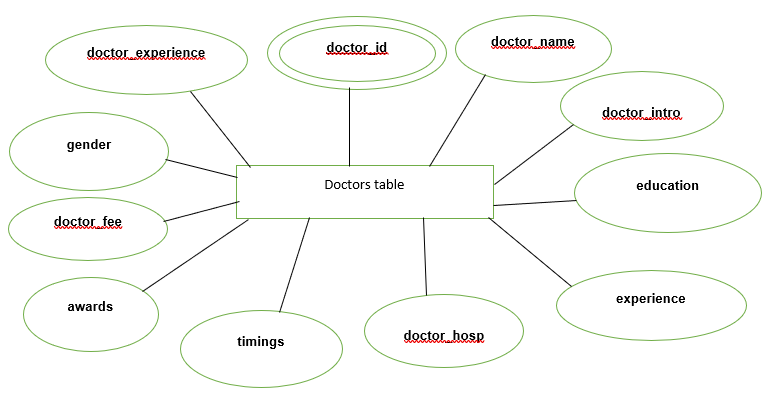 doctor_experience
doctor_id
doctor_name
doctor_intro
gender
Doctors table
education
doctor_fee
awards
experience
timings
doctor_hosp